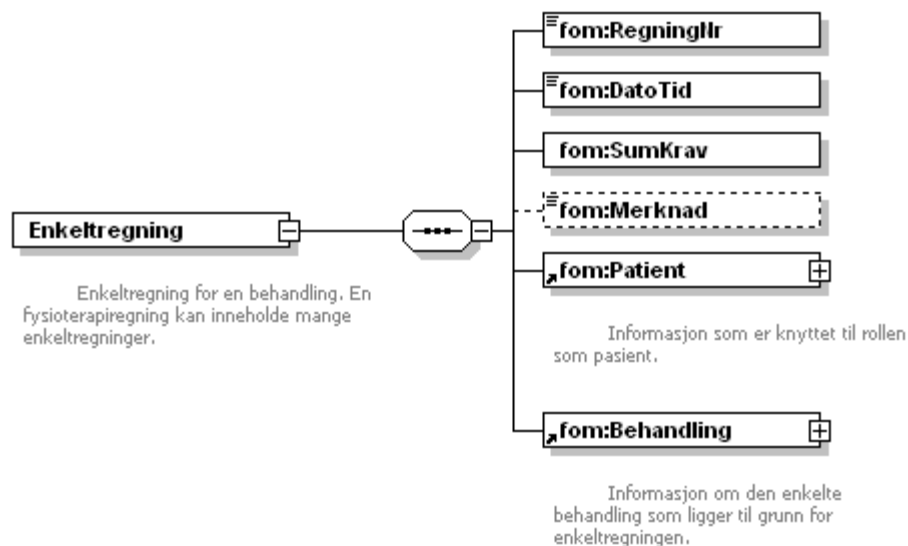 fom:RegningNr
fom:DatoTid
fom:SumKrav
fom:Merknad
Enkeltregning
fom:Patient
Enkeltregning for en behandling. En
fysioterapiregning kan inneholde mange
enkeltregninger.
Informasjon som er knyttet til rollen
som pasient.
fom:Behandling
Informasjon om den enkelte
behandling som ligger til grunn for
enkeltregningen.